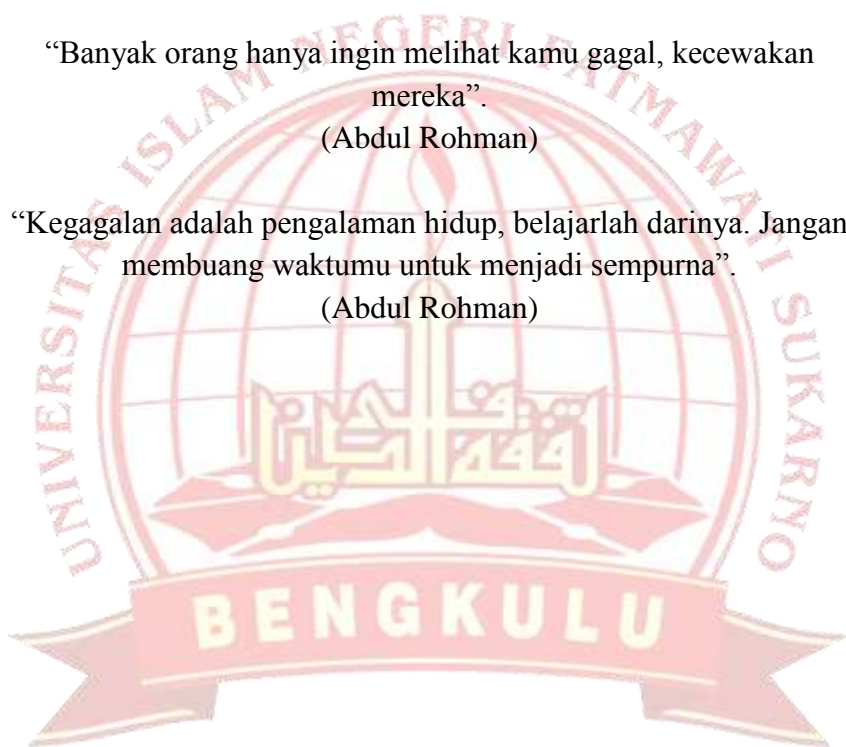 “Banyak orang hanya ingin melihat kamu gagal, kecewakan
mereka”.
(Abdul Rohman)
“Kegagalan adalah pengalaman hidup, belajarlah darinya. Jangan
membuang waktumu untuk menjadi sempurna”.
(Abdul Rohman)
UNIVERSITAS ISLAM NEGERI FATMAWATI SUKARNO
BENGKULU